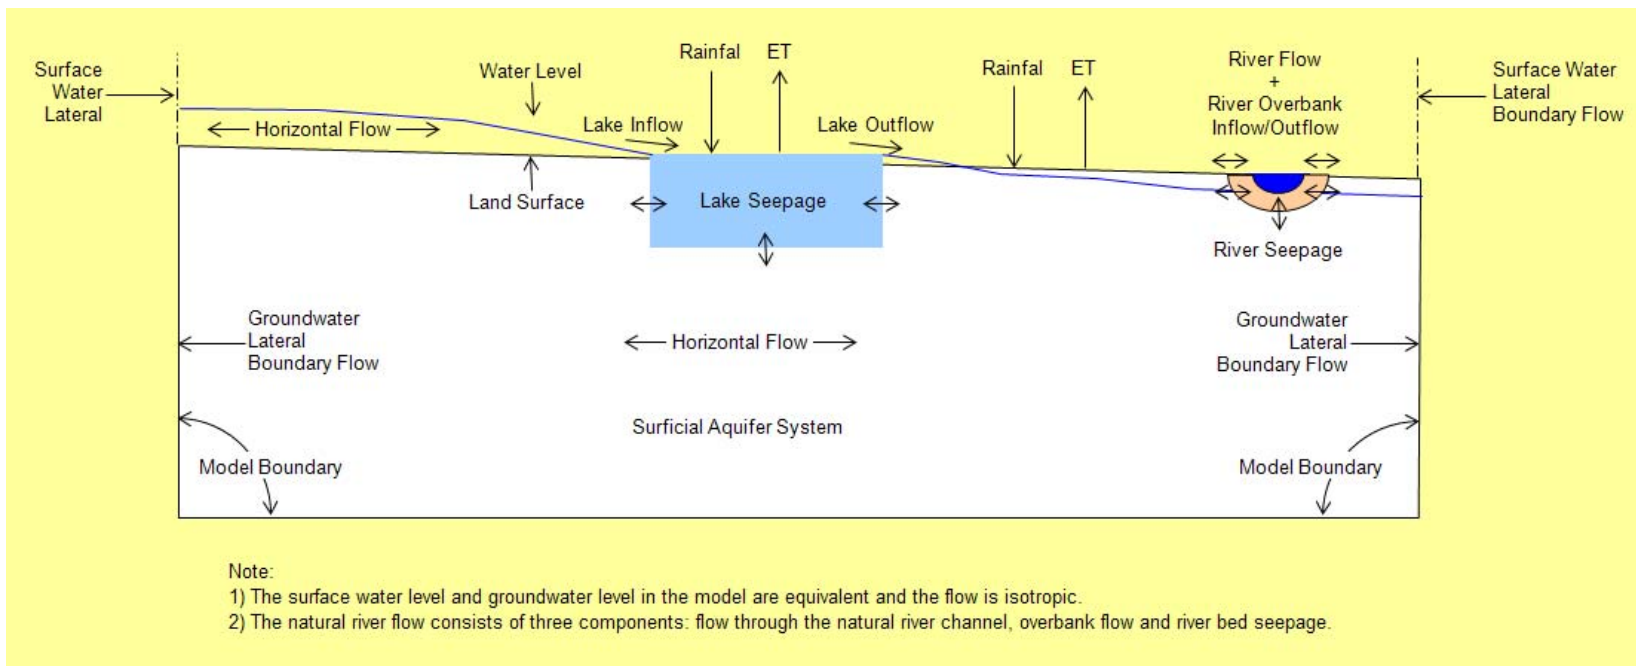 Surface
Water
Lateral
Water Level
Rainfal
ET
Rainfal
ET
River Flow
+
River Overbank
Inflow/Outflow
Surface Water
Lateral
Boundary Flow
Horizontal Flow
Lake Inflow
Lake Outflow
Land Surface
Lake Seepage
River Seepage
Groundwater
Lateral
Boundary Flow
Horizontal Flow
Groundwater
Lateral
Boundary Flow
Surficial Aquifer System
Model Boundary
Model Boundary
Note:
1) The surface water level and groundwater level in the model are equivalent and the flow is isotropic.
2) The natural river flow consists of three components: flow through the natural river channel, overbank flow and river bed seepage.